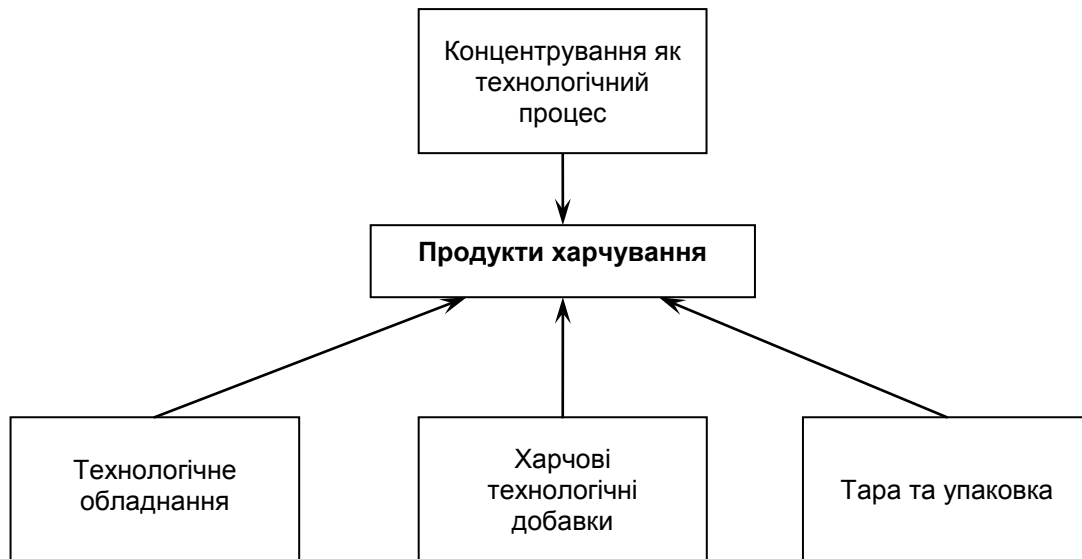 Концентрування як
технологічний
процес
Продукти харчування
Технологічне
обладнання
Харчові
технологічні
добавки
Тара та упаковка